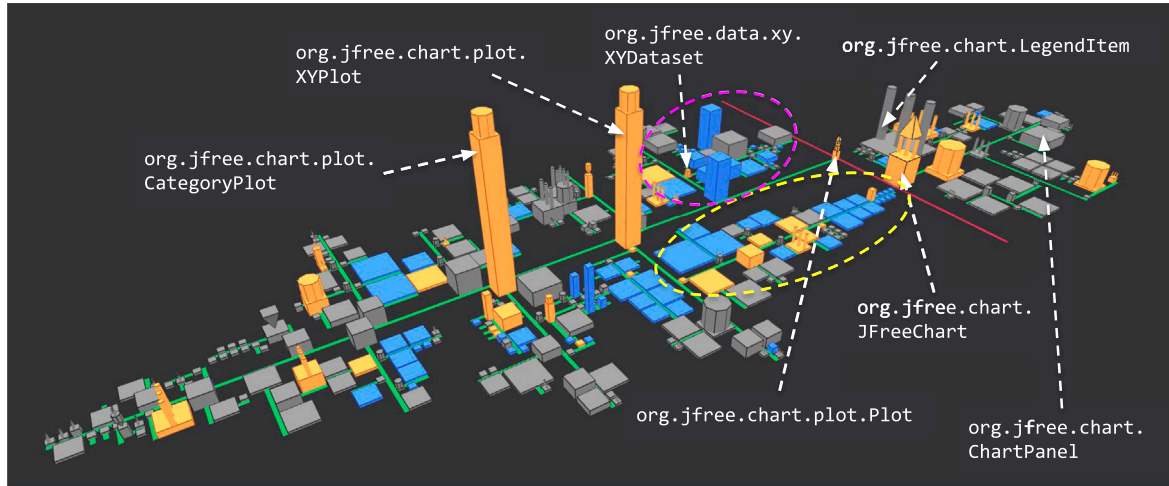 org.jfree.chart.plot.
XYPlot
org.jfree.data.xy.
XYDataset
org.jfree.chart.LegendItem
org.jfree.chart.plot.
CategoryPlot
org.jfree.chart.
JFreeChart
org.jfree.chart.plot.Plot
org.jfree.chart.
ChartPanel